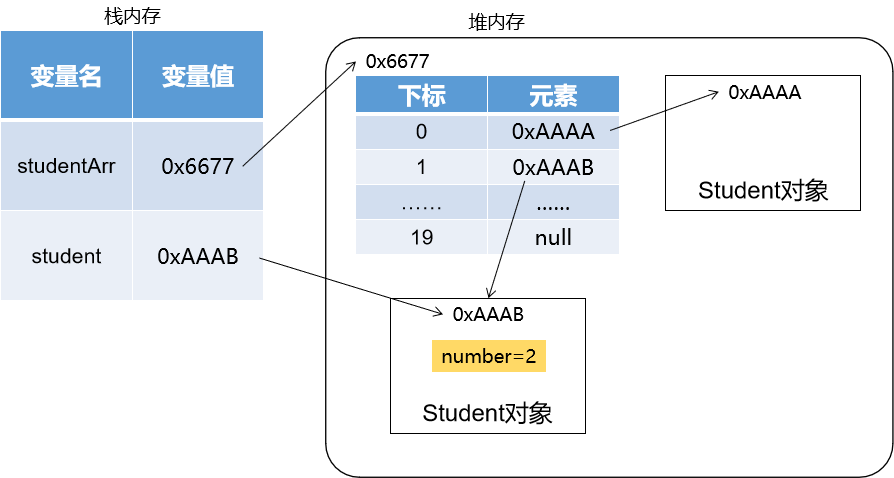 栈内存
堆内存
变量名 变量值
studentArr 0x6677
student 0xAAAB
0x6677
下标 元素
0 0xAAAA
1 0xAAAB
…… ……
19 null
0xAAAA
Student对象
0xAAAB
number=2
Student对象